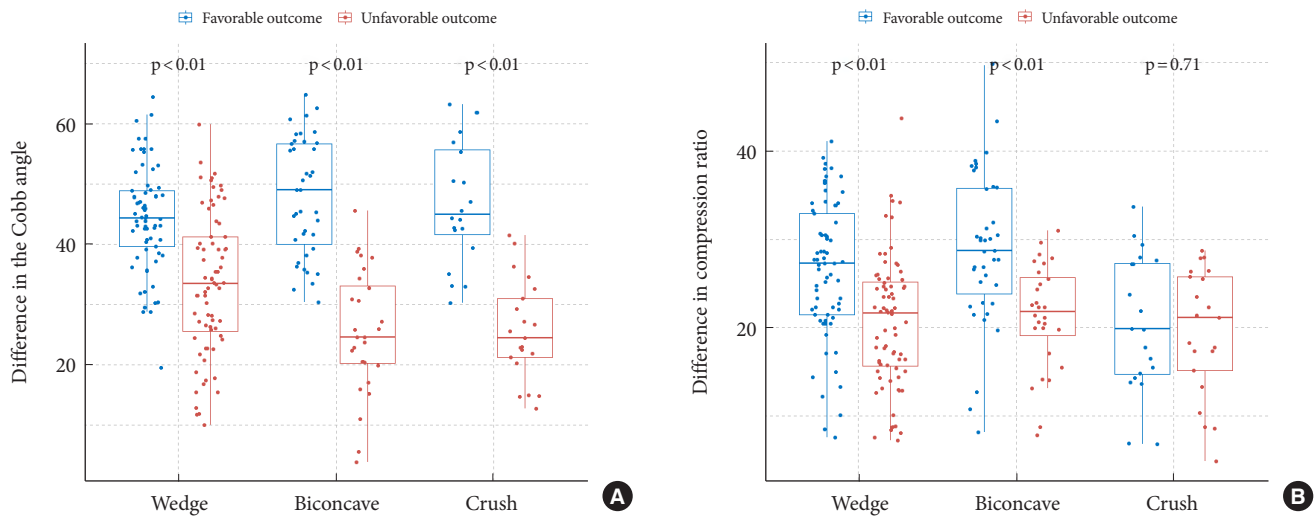 Favorable outcome Unfavorable outcome
p < 0.01 p < 0.01 p < 0.01
60
40
20
Difference in the Cobb angle
Wedge Biconcave Crush
A
Favorable outcome Unfavorable outcome
p < 0.01 p < 0.01 p = 0.71
40
20
Difference in compression ratio
Wedge Biconcave Crush
B